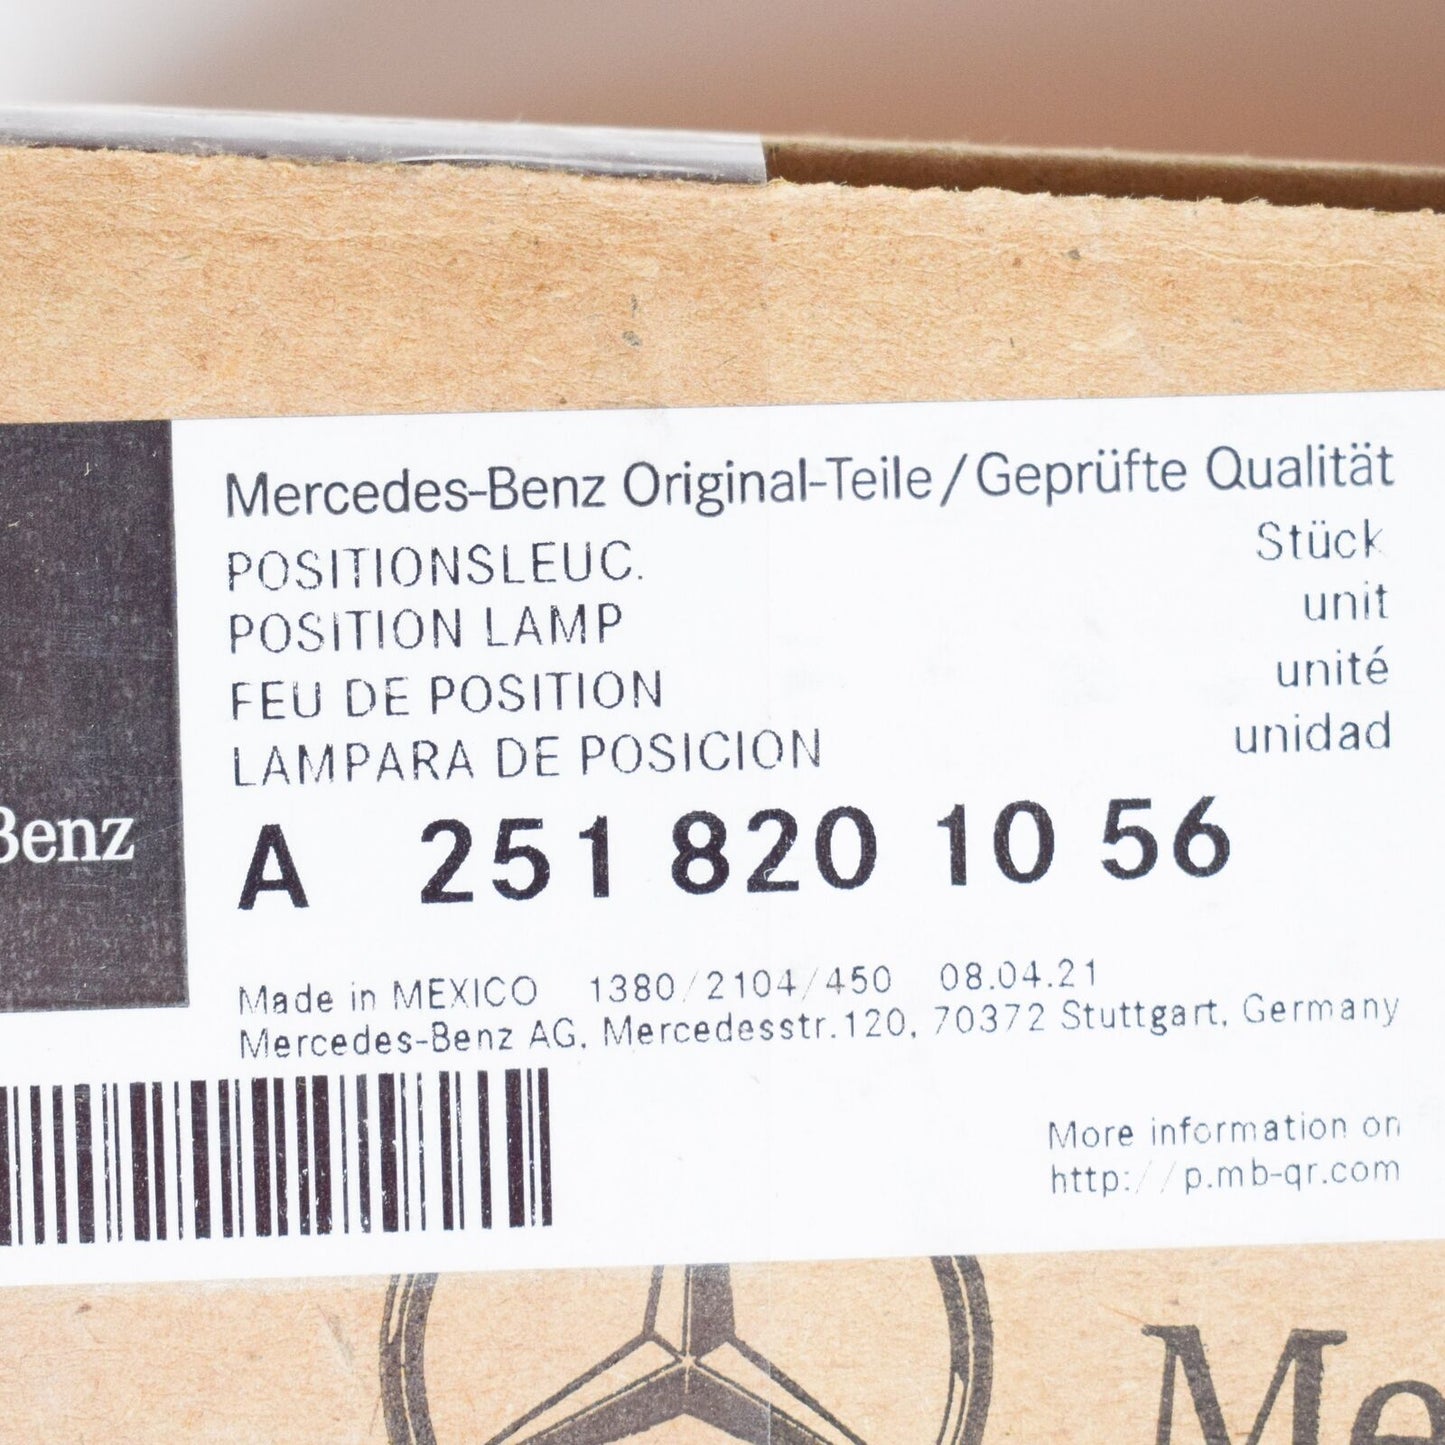 Mercedes-Benz Original-Teile/Geprüfte Qualität
POSITIONSLEUC. Stück
POSITION LAMP unit
FEU DE POSITION unité
LAMPARA DE POSICION unidad
Benz
A 251 820 10 56
Made in MEXICO 1380/2104/450 08.04.21
Mercedes-Benz AG, Mercedesstr.120, 70372 Stuttgart, Germany
More information on
http://p.mb-qr.com
Me